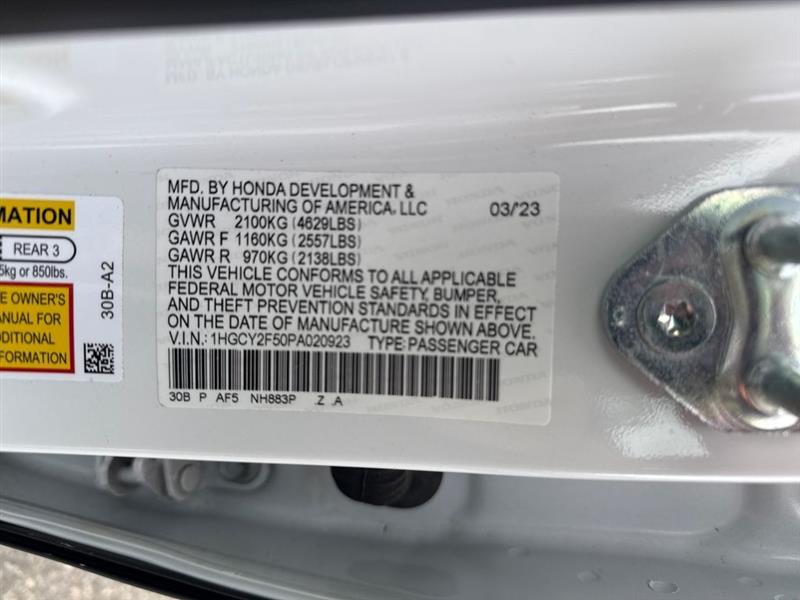 MFD. BY HONDA DEVELOPMENT &
MANUFACTURING OF AMERICA, LLC 03/23
GVWR 2100KG (4629LBS)
GAWR F 1160KG (2557LBS)
GAWR R 970KG (2138LBS)
THIS VEHICLE CONFORMS TO ALL APPLICABLE
FEDERAL MOTOR VEHICLE SAFETY, BUMPER,
AND THEFT PREVENTION STANDARDS IN EFFECT
ON THE DATE OF MANUFACTURE SHOWN ABOVE.
V.I.N.: 1HGCY2F50PA020923 TYPE:PASSENGER CAR
30B P AF5 NH883P Z A
MATION
REAR 3
5kg or 850lbs.
E OWNER'S
ANUAL FOR
DDITIONAL
FORMATION
30B-A2